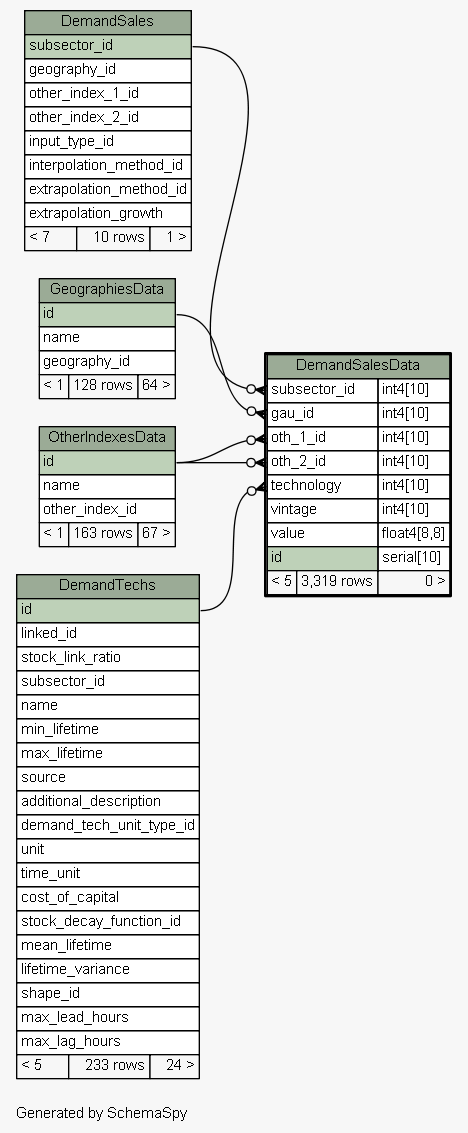 DemandSales
subsector_id
geography_id
other_index_1_id
other_index_2_id
input_type_id
interpolation_method_id
extrapolation_method_id
extrapolation_growth
< 7 10 rows 1 >
GeographiesData
id
name
geography_id
< 1 128 rows 64 >
OtherIndexesData
id
name
other_index_id
< 1 163 rows 67 >
DemandTechs
id
linked_id
stock_link_ratio
subsector_id
name
min_lifetime
max_lifetime
source
additional_description
demand_tech_unit_type_id
unit
time_unit
cost_of_capital
stock_decay_function_id
mean_lifetime
lifetime_variance
shape_id
max_lead_hours
max_lag_hours
< 5 233 rows 24 >
DemandSalesData
subsector_id int4[10]
gau_id int4[10]
oth_1_id int4[10]
oth_2_id int4[10]
technology int4[10]
vintage int4[10]
value float4[8,8]
id serial[10]
< 5 3,319 rows 0 >
Generated by SchemaSpy